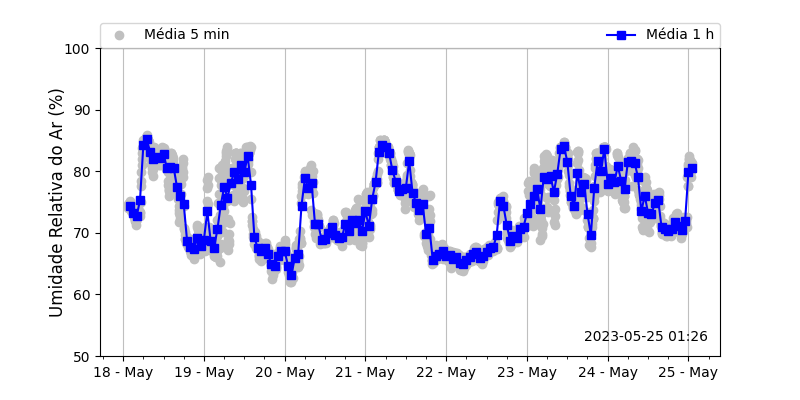 Média 5 min
Média 1 h
Umidade Relativa do Ar (%)
100
90
80
70
60
50
2023-05-25 01:26
18 - May
19 - May
20 - May
21 - May
22 - May
23 - May
24 - May
25 - May